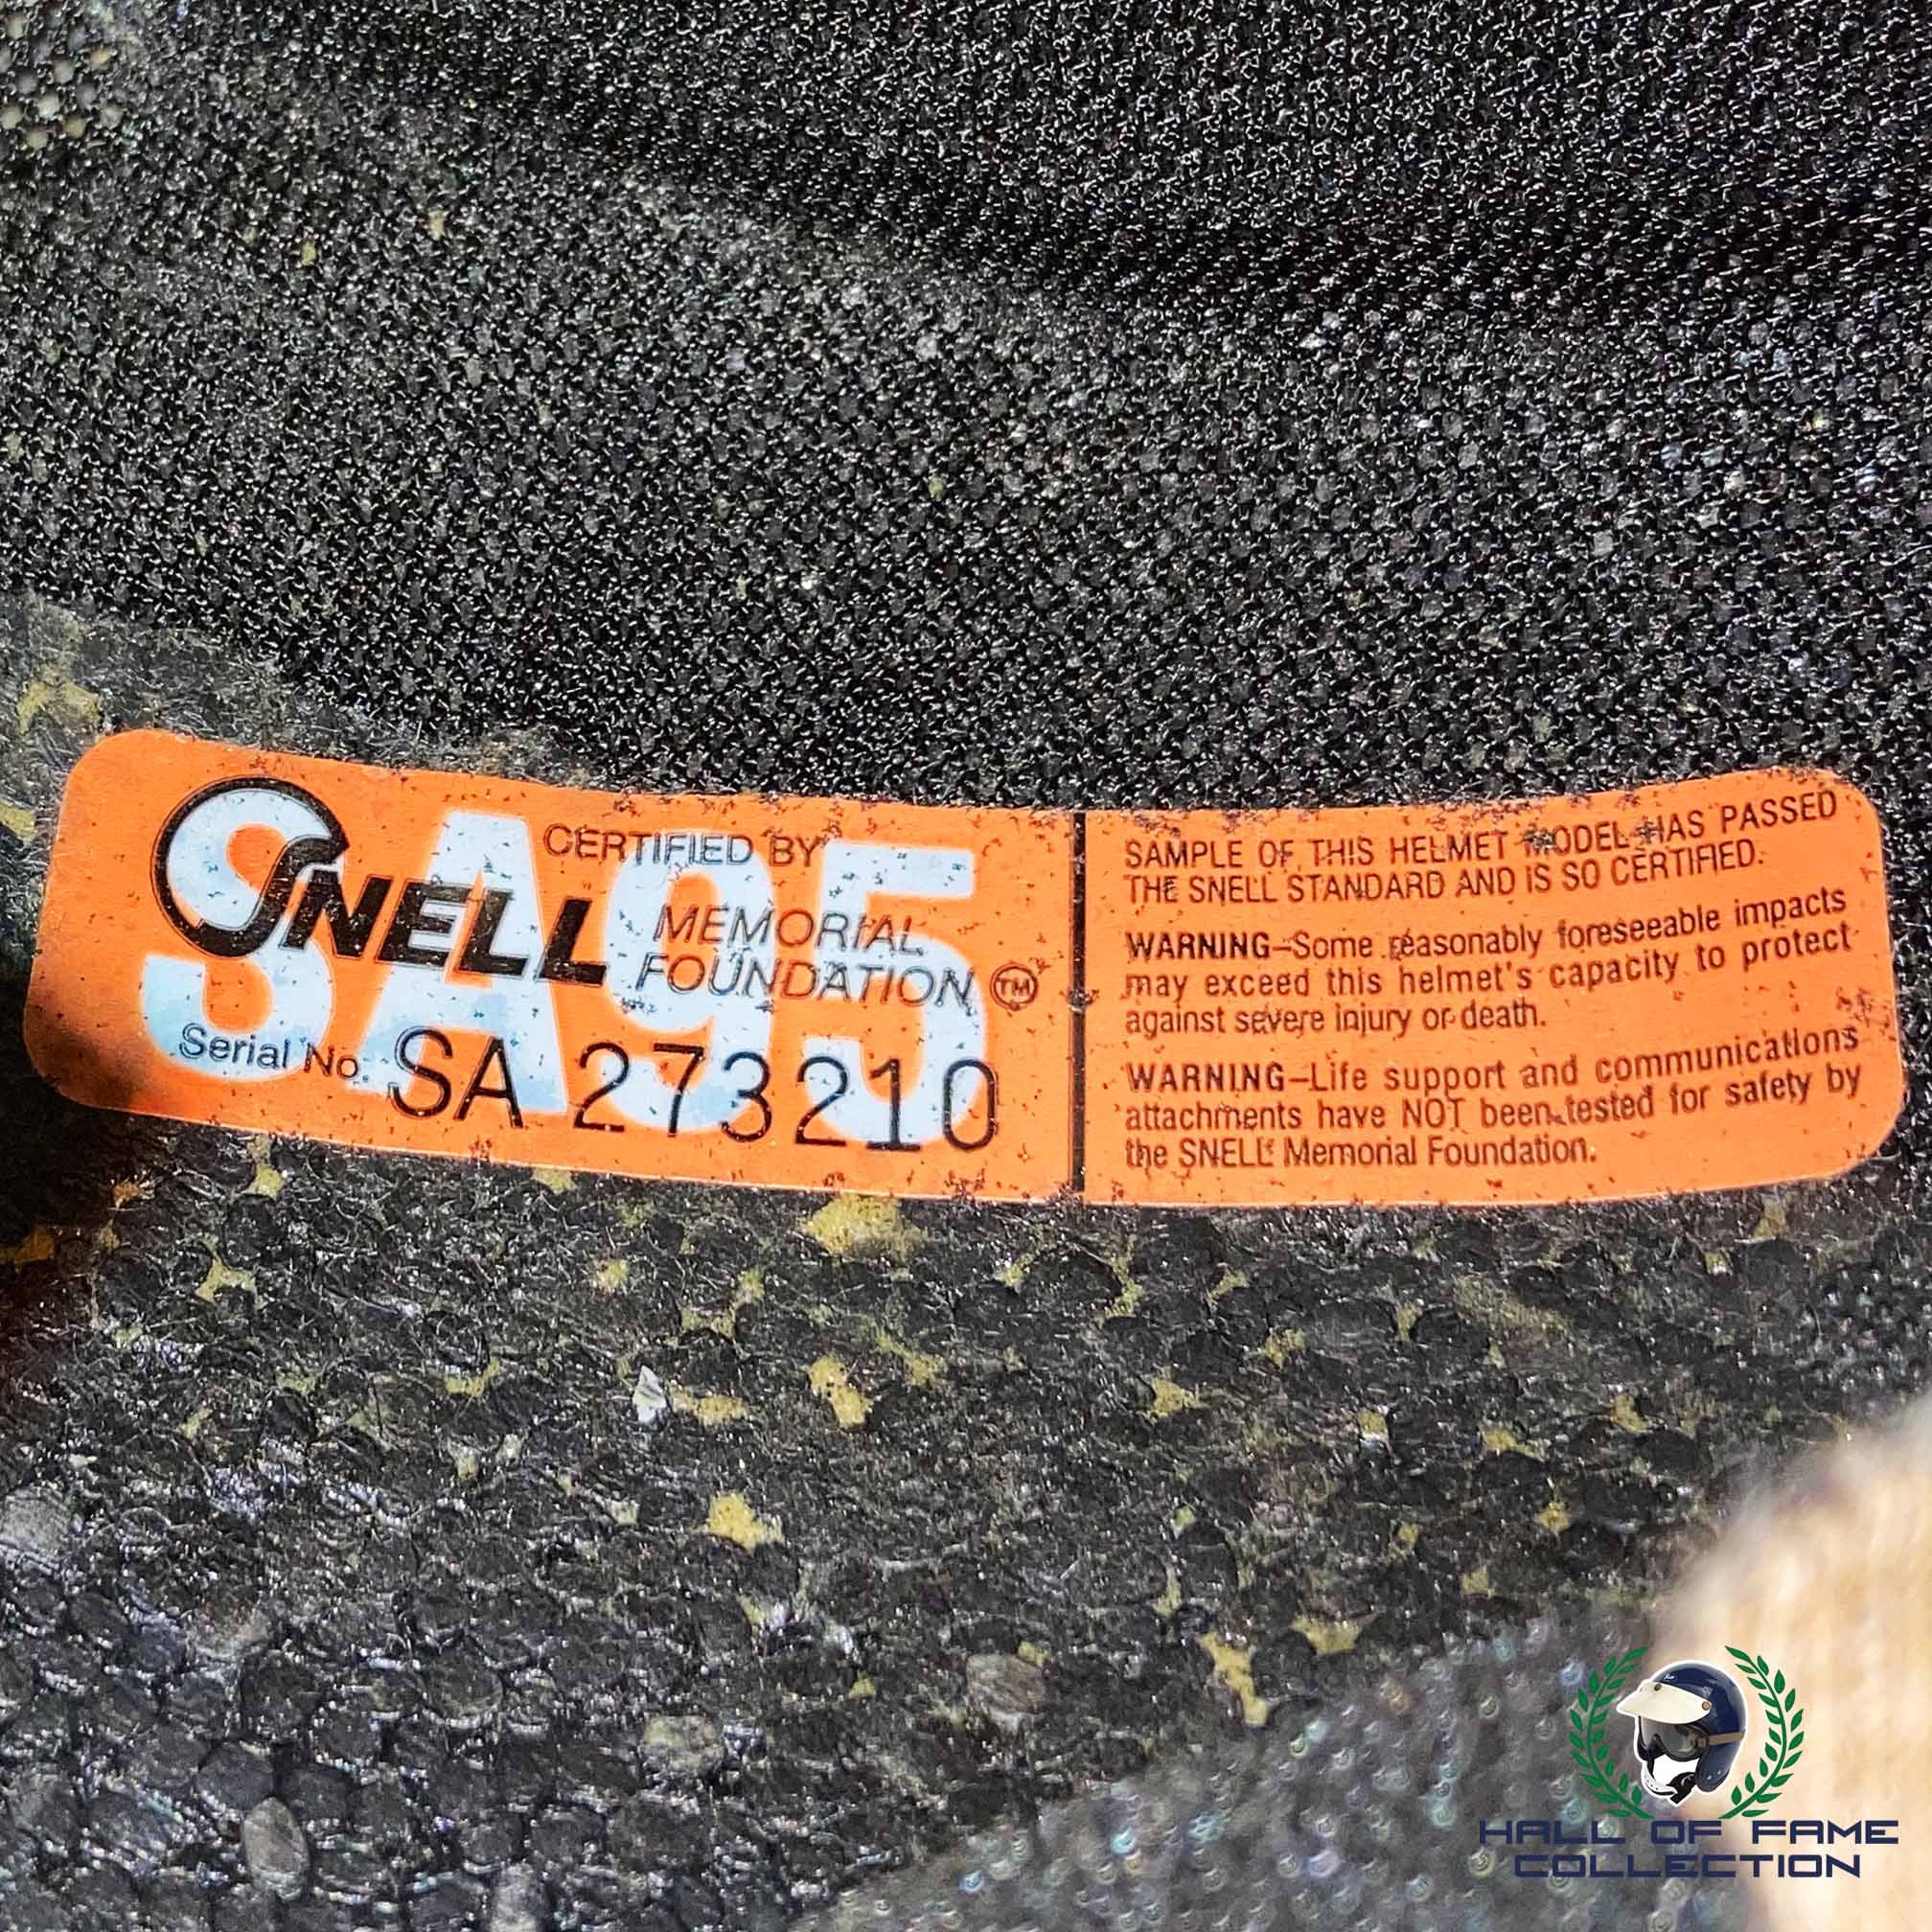 SA95
CERTIFIED BY
SNELL MEMORIAL
FOUNDATION TM
Serial No. SA 273210
SAMPLE OF THIS HELMET MODEL HAS PASSED
THE SNELL STANDARD AND IS SO CERTIFIED.
WARNING–Some reasonably foreseeable impacts
may exceed this helmet's capacity to protect
against severe injury or death.
WARNING–Life support and communications
attachments have NOT been tested for safety by
the SNELL Memorial Foundation.
HALL OF FAME
COLLECTION